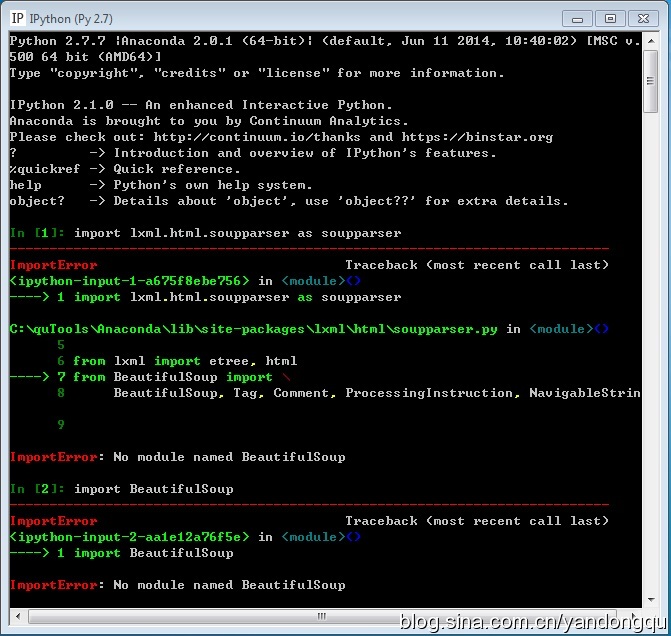 IP IPython (Py 2.7)
Python 2.7.7 |Anaconda 2.0.1 (64-bit)| (default, Jun 11 2014, 10:40:02) [MSC v.
500 64 bit (AMD64)]
Type "copyright", "credits" or "license" for more information.
IPython 2.1.0 -- An enhanced Interactive Python.
Anaconda is brought to you by Continuum Analytics.
Please check out: http://continuum.io/thanks and https://binstar.org
?         -> Introduction and overview of IPython's features.
%quickref -> Quick reference.
help      -> Python's own help system.
object?   -> Details about 'object', use 'object??' for extra details.
In [1]: import lxml.html.soupparser as soupparser
---------------------------------------------------------------------------
ImportError                               Traceback (most recent call last)
<ipython-input-1-a675f8ebe756> in <module>()
----> 1 import lxml.html.soupparser as soupparser
C:\quTools\Anaconda\lib\site-packages\lxml\html\soupparser.py in <module>()
      5
      6 from lxml import etree, html
----> 7 from BeautifulSoup import \
      8      BeautifulSoup, Tag, Comment, ProcessingInstruction, NavigableStrin
      9
ImportError: No module named BeautifulSoup
In [2]: import BeautifulSoup
---------------------------------------------------------------------------
ImportError                               Traceback (most recent call last)
<ipython-input-2-aa1e12a76f5e> in <module>()
----> 1 import BeautifulSoup
ImportError: No module named BeautifulSoup
blog.sina.com.cn/yandongqu